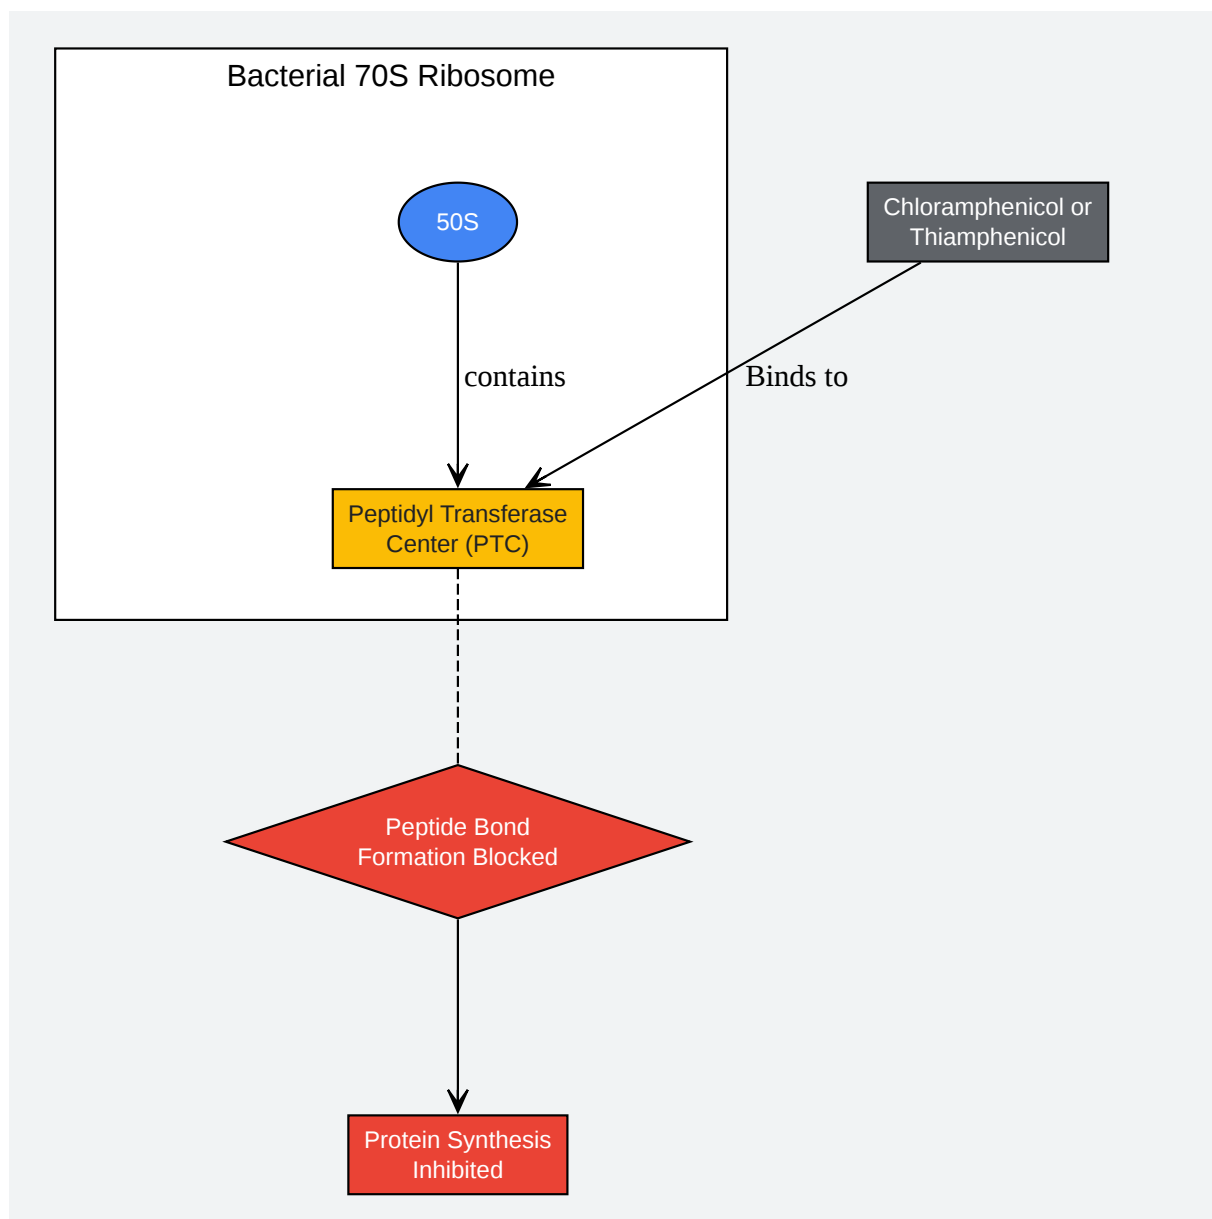 Bacterial 70S Ribosome
50S
Chloramphenicol or
Thiamphenicol
contains
Binds to
Peptidyl Transferase
Center (PTC)
Peptide Bond
Formation Blocked
Protein Synthesis
Inhibited